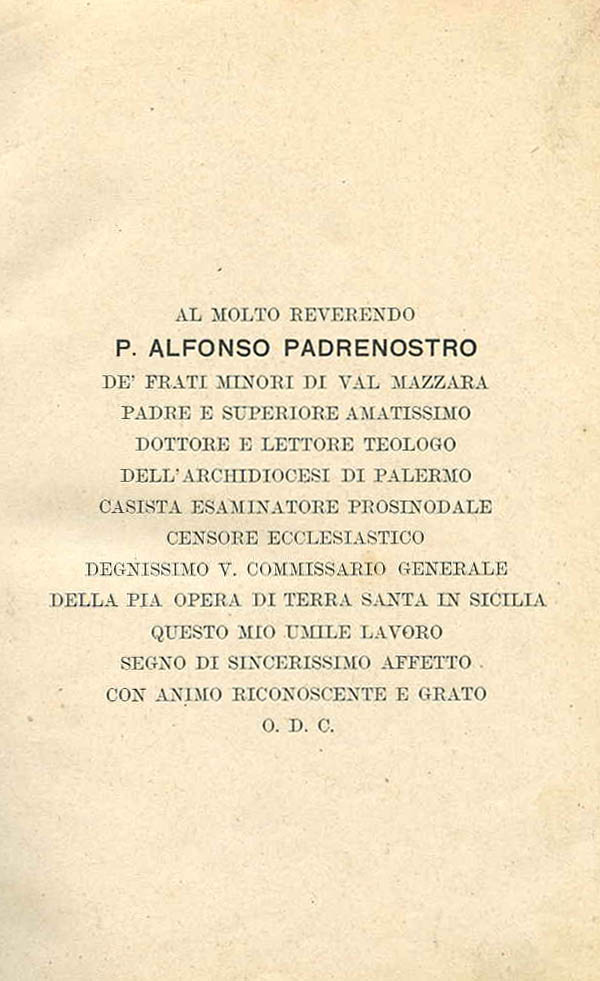 AL MOLTO REVERENDO
P. ALFONSO PADRENOSTRO
DE' FRATI MINORI DI VAL MAZZARA
PADRE E SUPERIORE AMATISSIMO
DOTTORE E LETTORE TEOLOGO
DELL'ARCHIDIOCESI DI PALERMO
CASISTA ESAMINATORE PROSINODALE
CENSORE ECCLESIASTICO
DEGNISSIMO V. COMMISSARIO GENERALE
DELLA PIA OPERA DI TERRA SANTA IN SICILIA
QUESTO MIO UMILE LAVORO
SEGNO DI SINCERISSIMO AFFETTO
CON ANIMO RICONOSCENTE E GRATO
O. D. C.